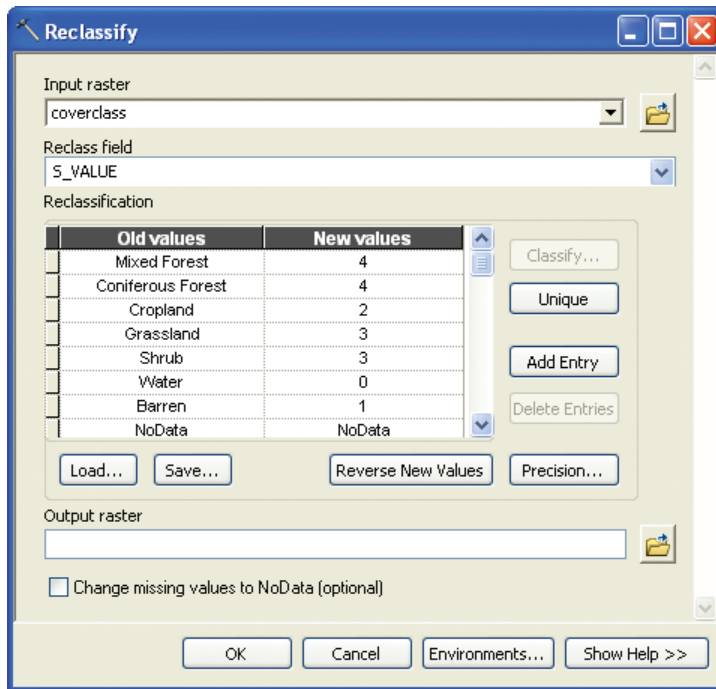 Reclassify
Input raster
coverclass
Reclass field
S_VALUE
Reclassification
Old values New values
Mixed Forest 4
Coniferous Forest 4
Cropland 2
Grassland 3
Shrub 3
Water 0
Barren 1
NoData NoData
Classify...
Unique
Add Entry
Delete Entries
Load... Save... Reverse New Values Precision...
Output raster
Change missing values to NoData (optional)
OK Cancel Environments... Show Help >>